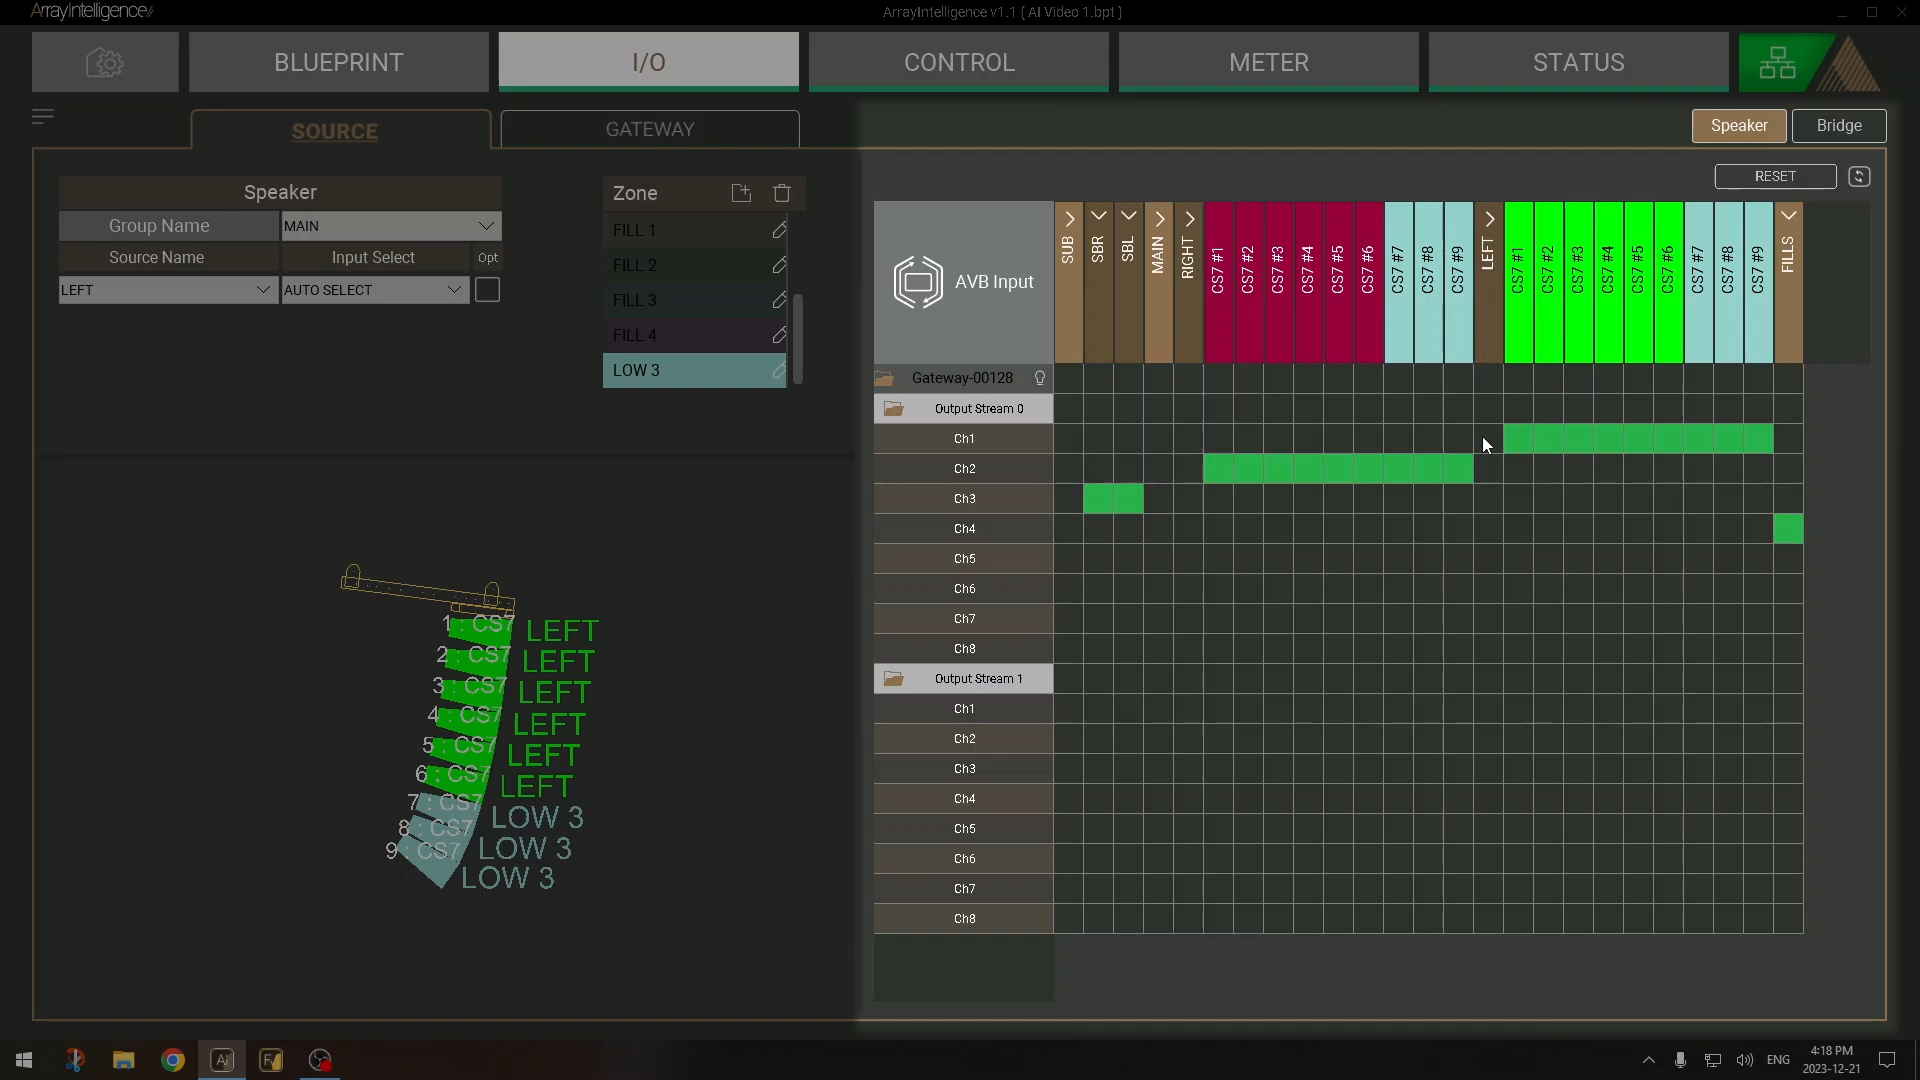 ArrayIntelligence
ArrayIntelligence v1.1 { AI Video 1.bpt }
BLUEPRINT
I/O
CONTROL
METER
STATUS
SOURCE
GATEWAY
Speaker
Bridge
RESET
Speaker
Group Name
MAIN
Source Name
Input Select
Opt
LEFT
AUTO SELECT
Zone
FILL 1
FILL 2
FILL 3
FILL 4
LOW 3
1 : CS7 LEFT
2 : CS7 LEFT
3 : CS7 LEFT
4 : CS7 LEFT
5 : CS7 LEFT
6 : CS7 LEFT
7 : CS7 LOW 3
8 : CS7 LOW 3
9 : CS7 LOW 3
AVB Input
SUB
SBR
SBL
MAIN
RIGHT
CS7 #1
CS7 #2
CS7 #3
CS7 #4
CS7 #5
CS7 #6
CS7 #7
CS7 #8
CS7 #9
LEFT
CS7 #1
CS7 #2
CS7 #3
CS7 #4
CS7 #5
CS7 #6
CS7 #7
CS7 #8
CS7 #9
FILLS
Gateway-00128
Output Stream 0
Ch1
Ch2
Ch3
Ch4
Ch5
Ch6
Ch7
Ch8
Output Stream 1
Ch1
Ch2
Ch3
Ch4
Ch5
Ch6
Ch7
Ch8
Ai
ENG
4:18 PM
2023-12-21